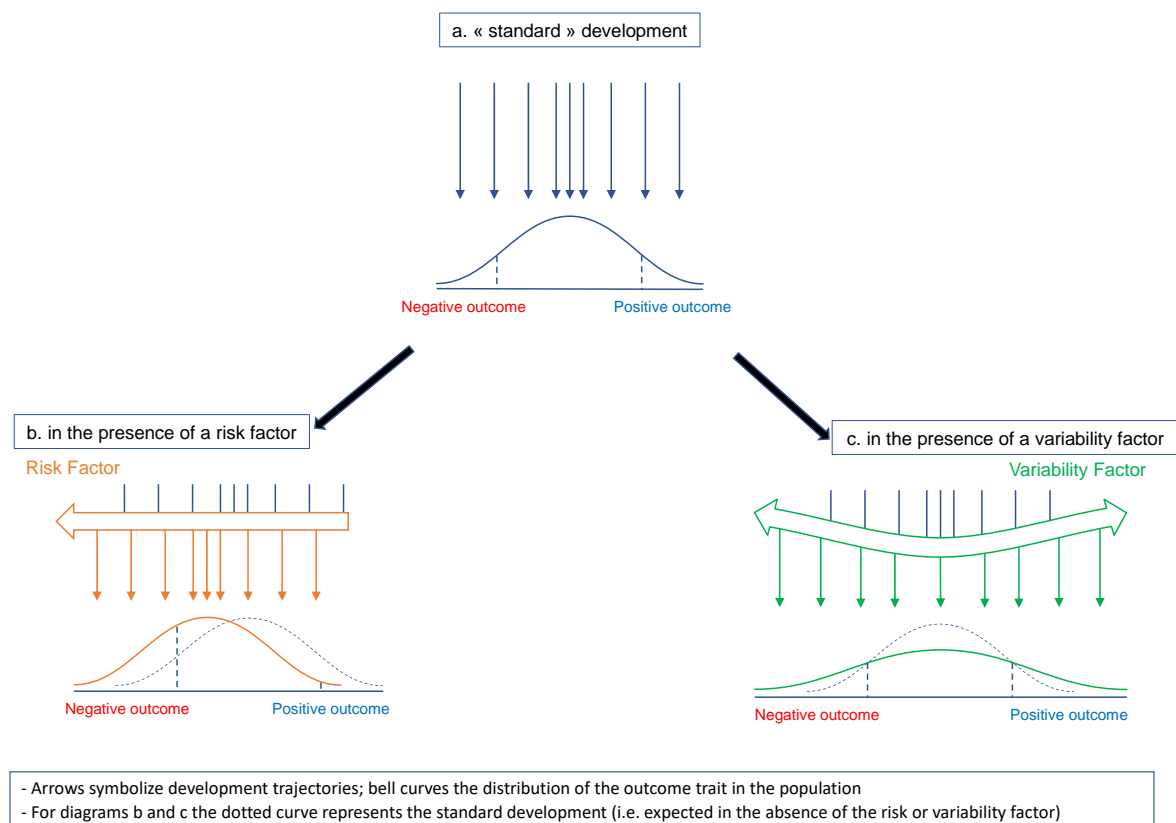 a. « standard » development
Negative outcome
Positive outcome
b. in the presence of a risk factor
Risk Factor
Negative outcome
Positive outcome
c. in the presence of a variability factor
Variability Factor
Negative outcome
Positive outcome
- Arrows symbolize development trajectories; bell curves the distribution of the outcome trait in the population
- For diagrams b and c the dotted curve represents the standard development (i.e. expected in the absence of the risk or variability factor)